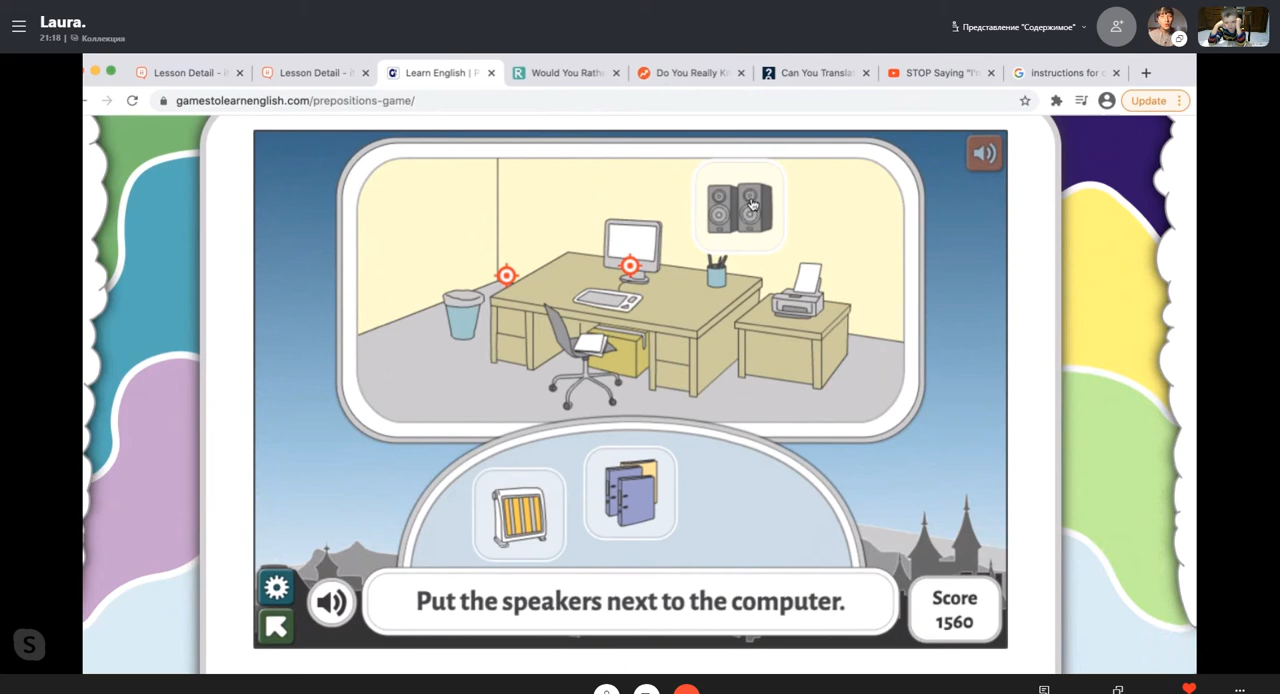 Laura.
21:18 | Коллекция
Представление "Содержимое"
Lesson Detail - it
Lesson Detail - it
Learn English | P
Would You Rathe
Do You Really Kn
Can You Translat
STOP Saying "I'm
instructions for c
gamestolearnenglish.com/prepositions-game/
Update
Put the speakers next to the computer.
Score
1560
S